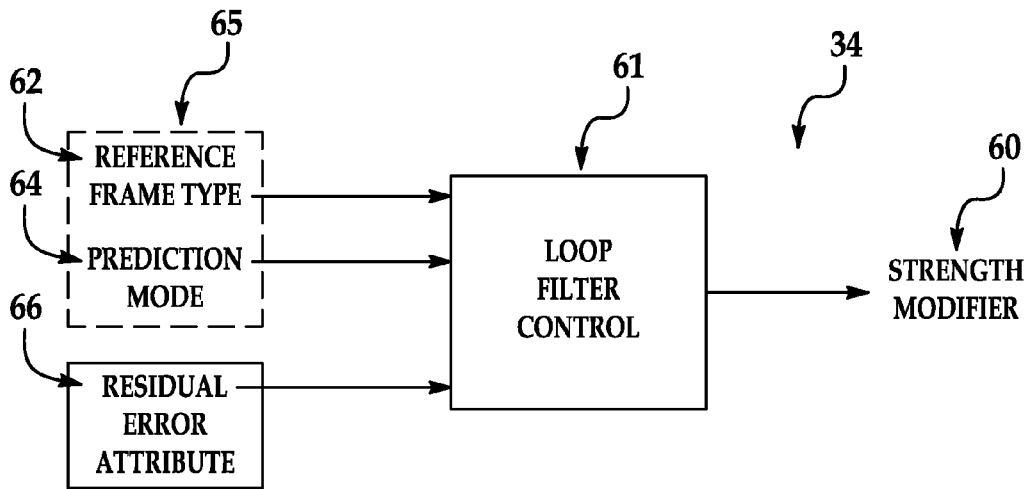 65
62
REFERENCE
FRAME TYPE
64
PREDICTION
MODE
66
RESIDUAL
ERROR
ATTRIBUTE
61
LOOP
FILTER
CONTROL
34
60
STRENGTH
MODIFIER